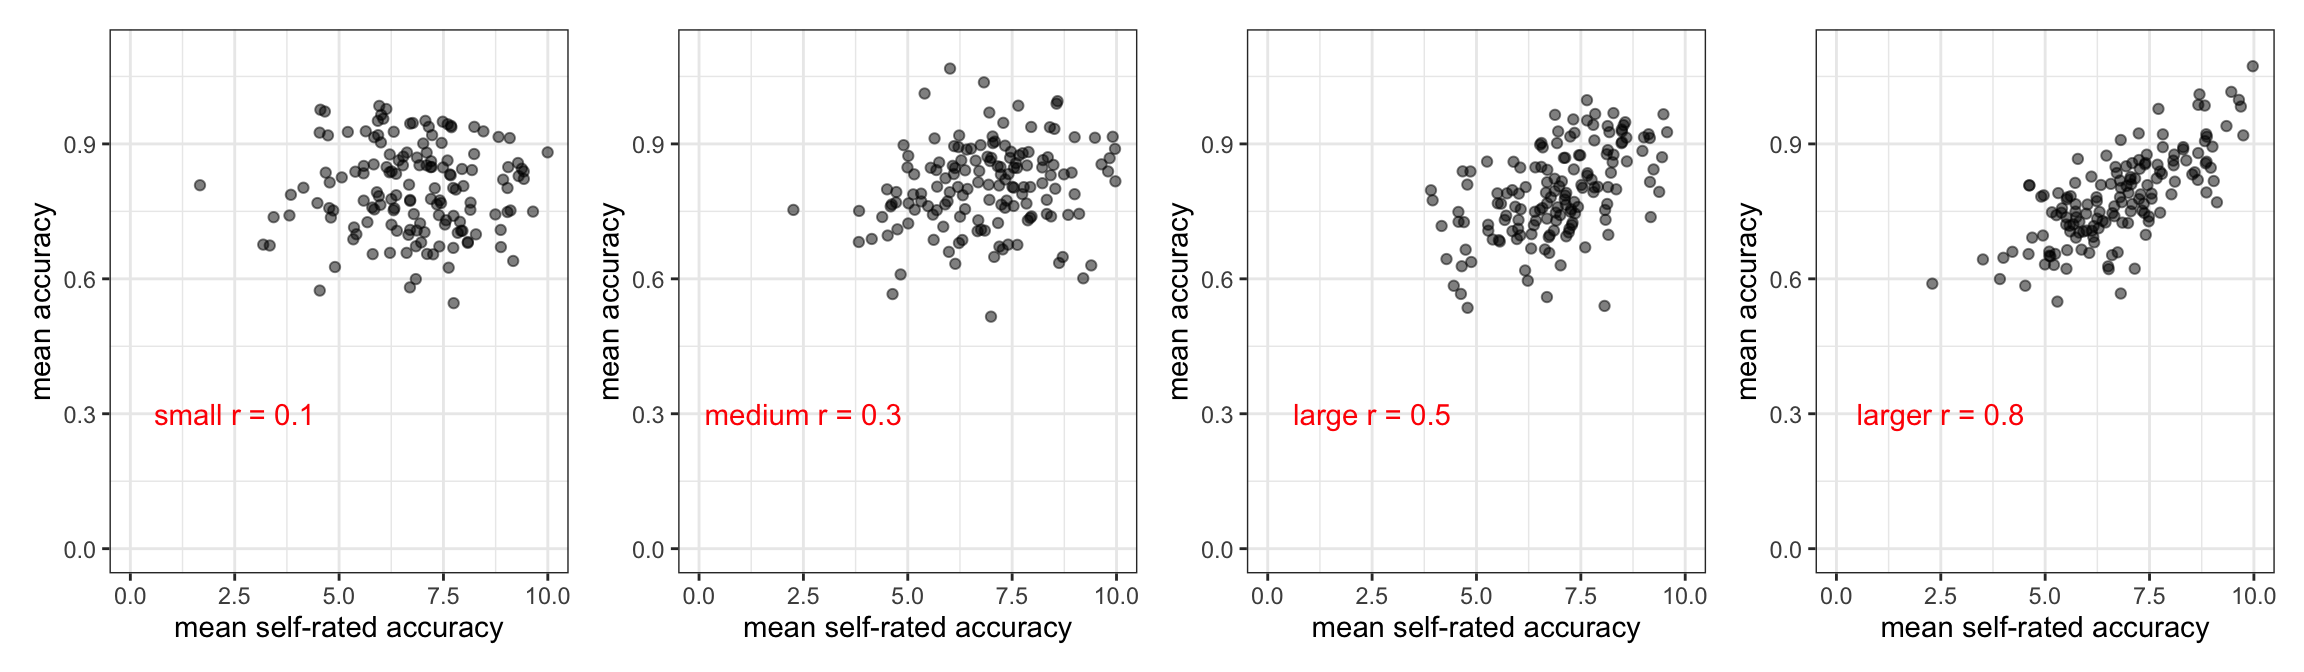 mean accuracy
0.9
0.6
0.3
0.0
small r = 0.1
0.0 2.5 5.0 7.5 10.0
mean self-rated accuracy
mean accuracy
0.9
0.6
0.3
0.0
medium r = 0.3
0.0 2.5 5.0 7.5 10.0
mean self-rated accuracy
mean accuracy
0.9
0.6
0.3
0.0
large r = 0.5
0.0 2.5 5.0 7.5 10.0
mean self-rated accuracy
mean accuracy
0.9
0.6
0.3
0.0
larger r = 0.8
0.0 2.5 5.0 7.5 10.0
mean self-rated accuracy